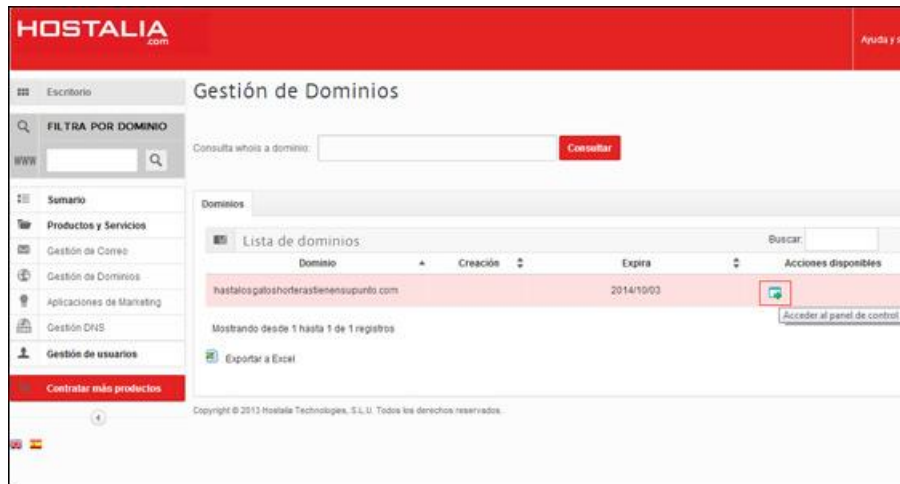 HOSTALIA
.com
Ayuda y s
Escritorio
Gestión de Dominios
FILTRA POR DOMINIO
WWW
Consulta whois a dominio:
Consultar
Sumario
Productos y Servicios
Gestión de Correo
Gestión de Dominios
Aplicaciones de Marketing
Gestión DNS
Gestión de usuarios
Contratar más productos
Dominios
Lista de dominios
Buscar:
Dominio Creación Expira Acciones disponibles
hastalosgatoshorterastienensupunto.com 2014/10/03
Acceder al panel de control
Mostrando desde 1 hasta 1 de 1 registros
Exportar a Excel
Copyright © 2013 Hostalia Technologies, S.L.U. Todos los derechos reservados.